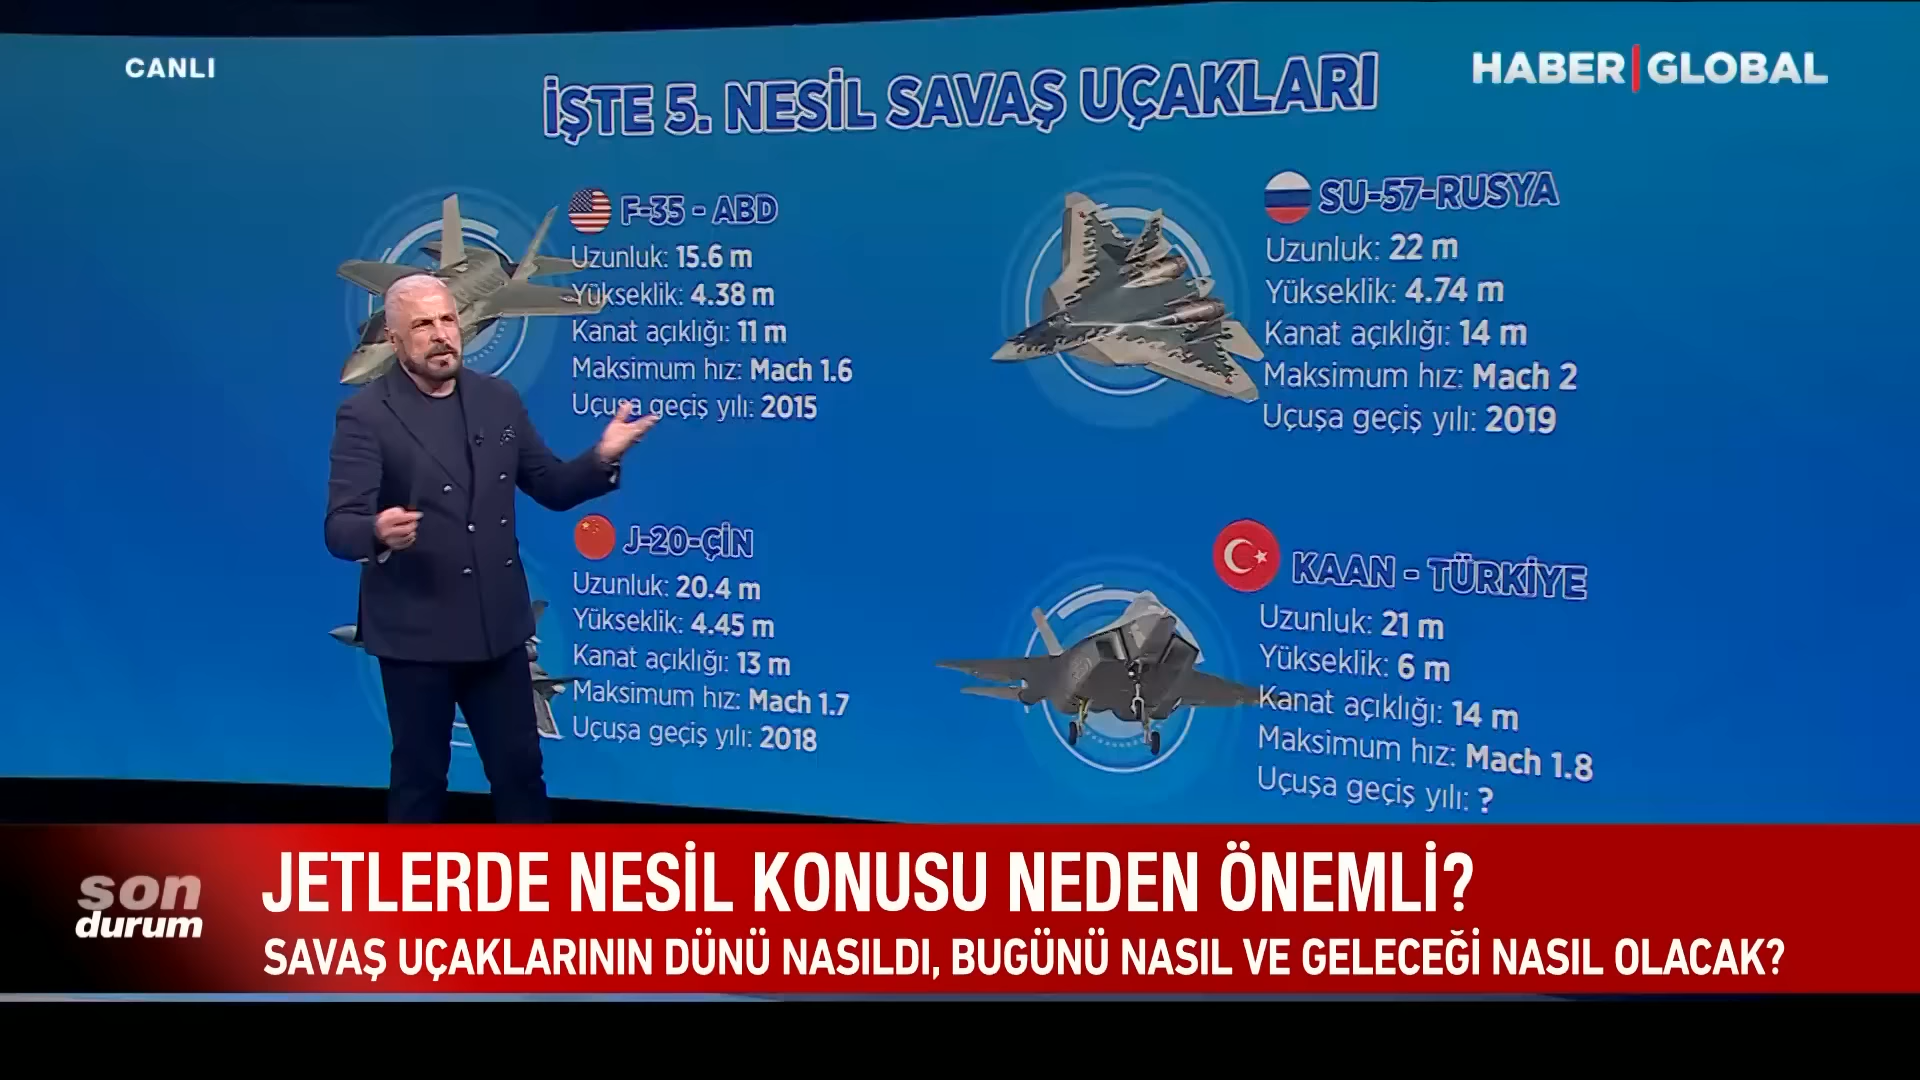 CANLI
HABER GLOBAL
İŞTE 5. NESİL SAVAŞ UÇAKLARI
F-35 - ABD
Uzunluk: 15.6 m
Yükseklik: 4.38 m
Kanat açıklığı: 11 m
Maksimum hız: Mach 1.6
Uçuşa geçiş yılı: 2015
SU-57-RUSYA
Uzunluk: 22 m
Yükseklik: 4.74 m
Kanat açıklığı: 14 m
Maksimum hız: Mach 2
Uçuşa geçiş yılı: 2019
J-20-ÇİN
Uzunluk: 20.4 m
Yükseklik: 4.45 m
Kanat açıklığı: 13 m
Maksimum hız: Mach 1.7
Uçuşa geçiş yılı: 2018
KAAN - TÜRKİYE
Uzunluk: 21 m
Yükseklik: 6 m
Kanat açıklığı: 14 m
Maksimum hız: Mach 1.8
Uçuşa geçiş yılı: ?
son
durum
JETLERDE NESİL KONUSU NEDEN ÖNEMLİ?
SAVAŞ UÇAKLARININ DÜNÜ NASILDI, BUGÜNÜ NASIL VE GELECEĞİ NASIL OLACAK?